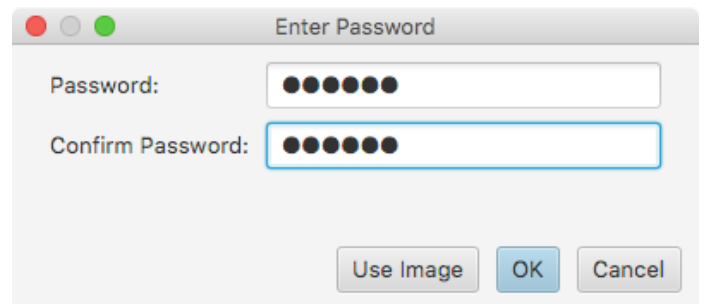 Enter Password
Password: ●●●●●●
Confirm Password: ●●●●●●
Use Image OK Cancel